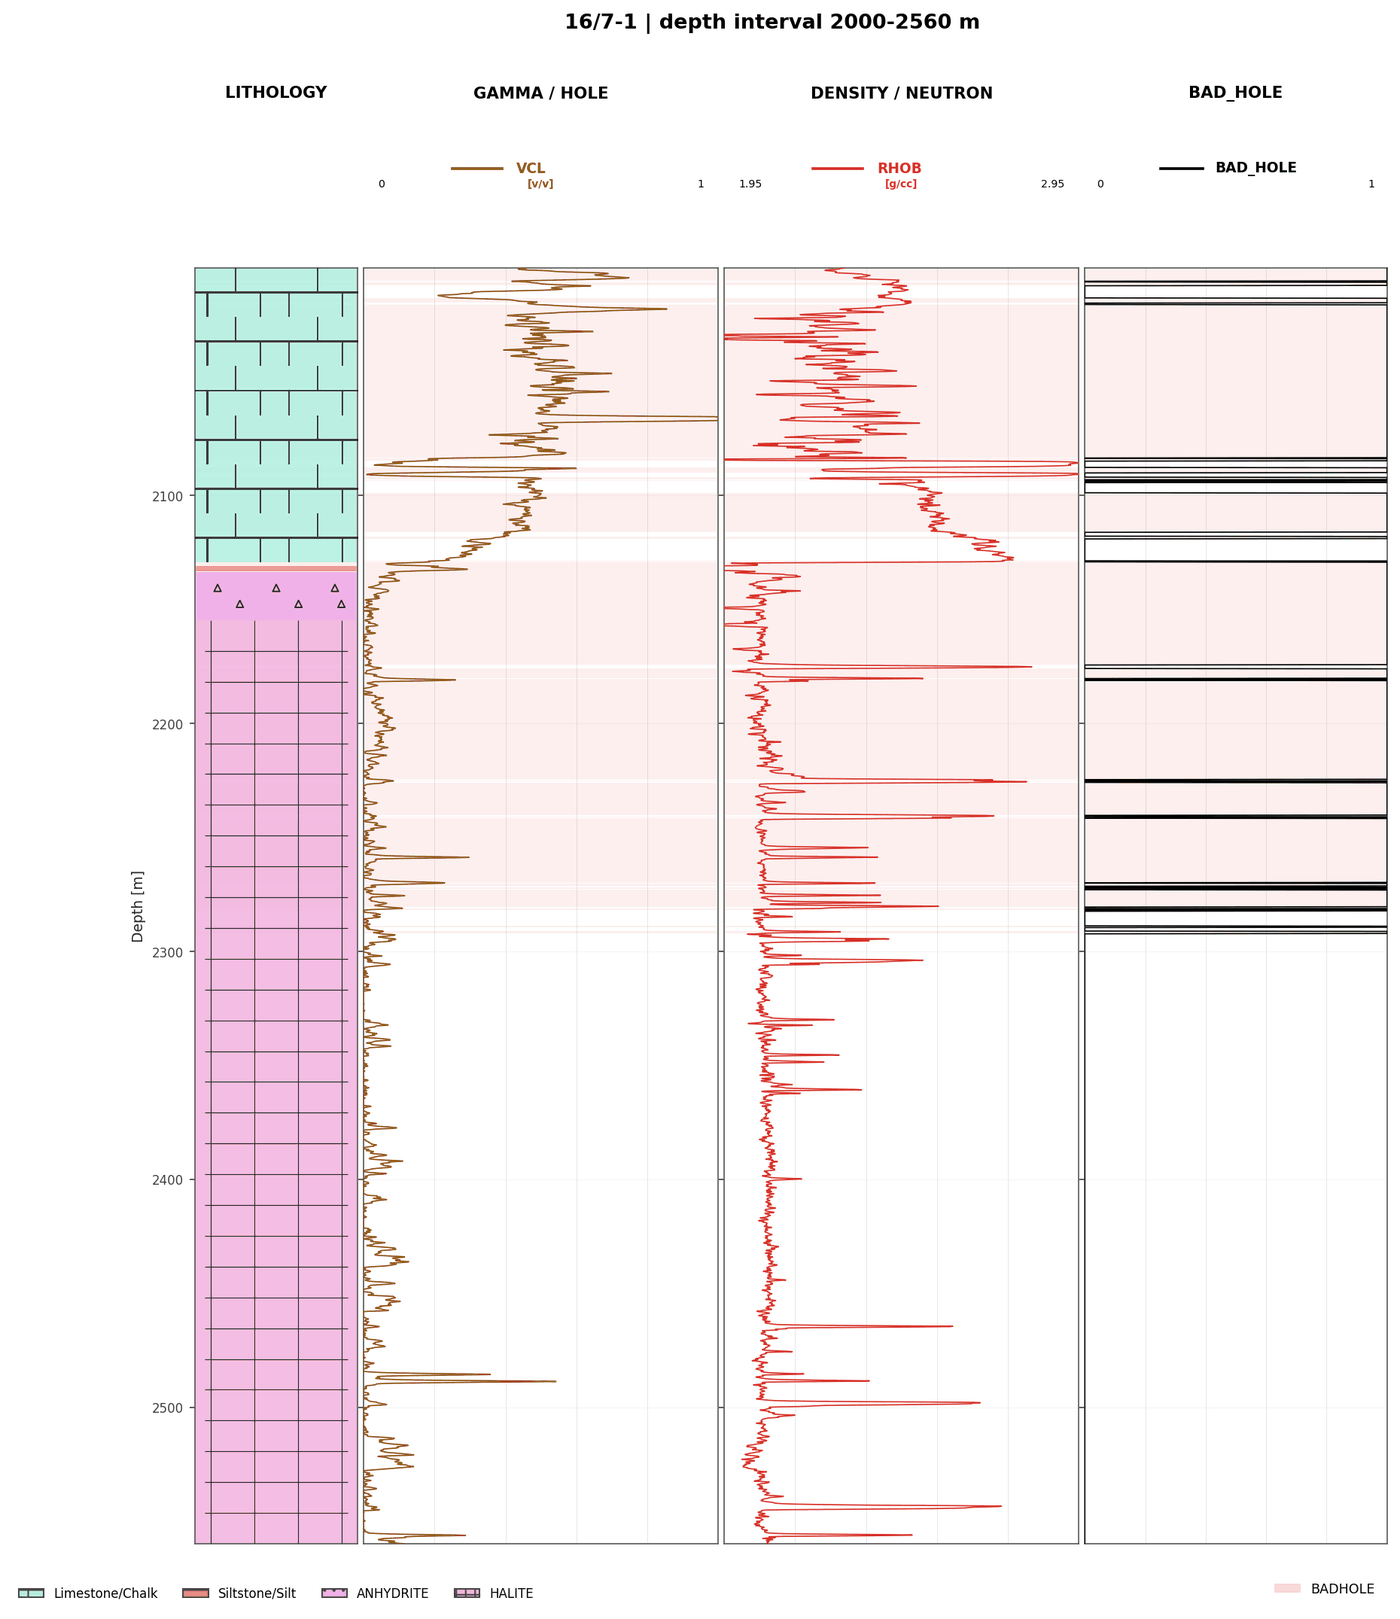 16/7-1 | depth interval 2000-2560 m
LITHOLOGY
GAMMA / HOLE
DENSITY / NEUTRON
BAD_HOLE
VCL
RHOB
BAD_HOLE
0
[v/v]
1
1.95
[g/cc]
2.95
0
1
2100
2200
2300
2400
2500
Depth [m]
Limestone/Chalk
Siltstone/Silt
ANHYDRITE
HALITE
BADHOLE